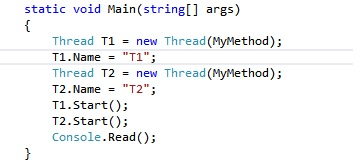 static void Main(string[] args)
{
Thread T1 = new Thread(MyMethod);
T1.Name = "T1";
Thread T2 = new Thread(MyMethod);
T2.Name = "T2";
T1.Start();
T2.Start();
Console.Read();
}